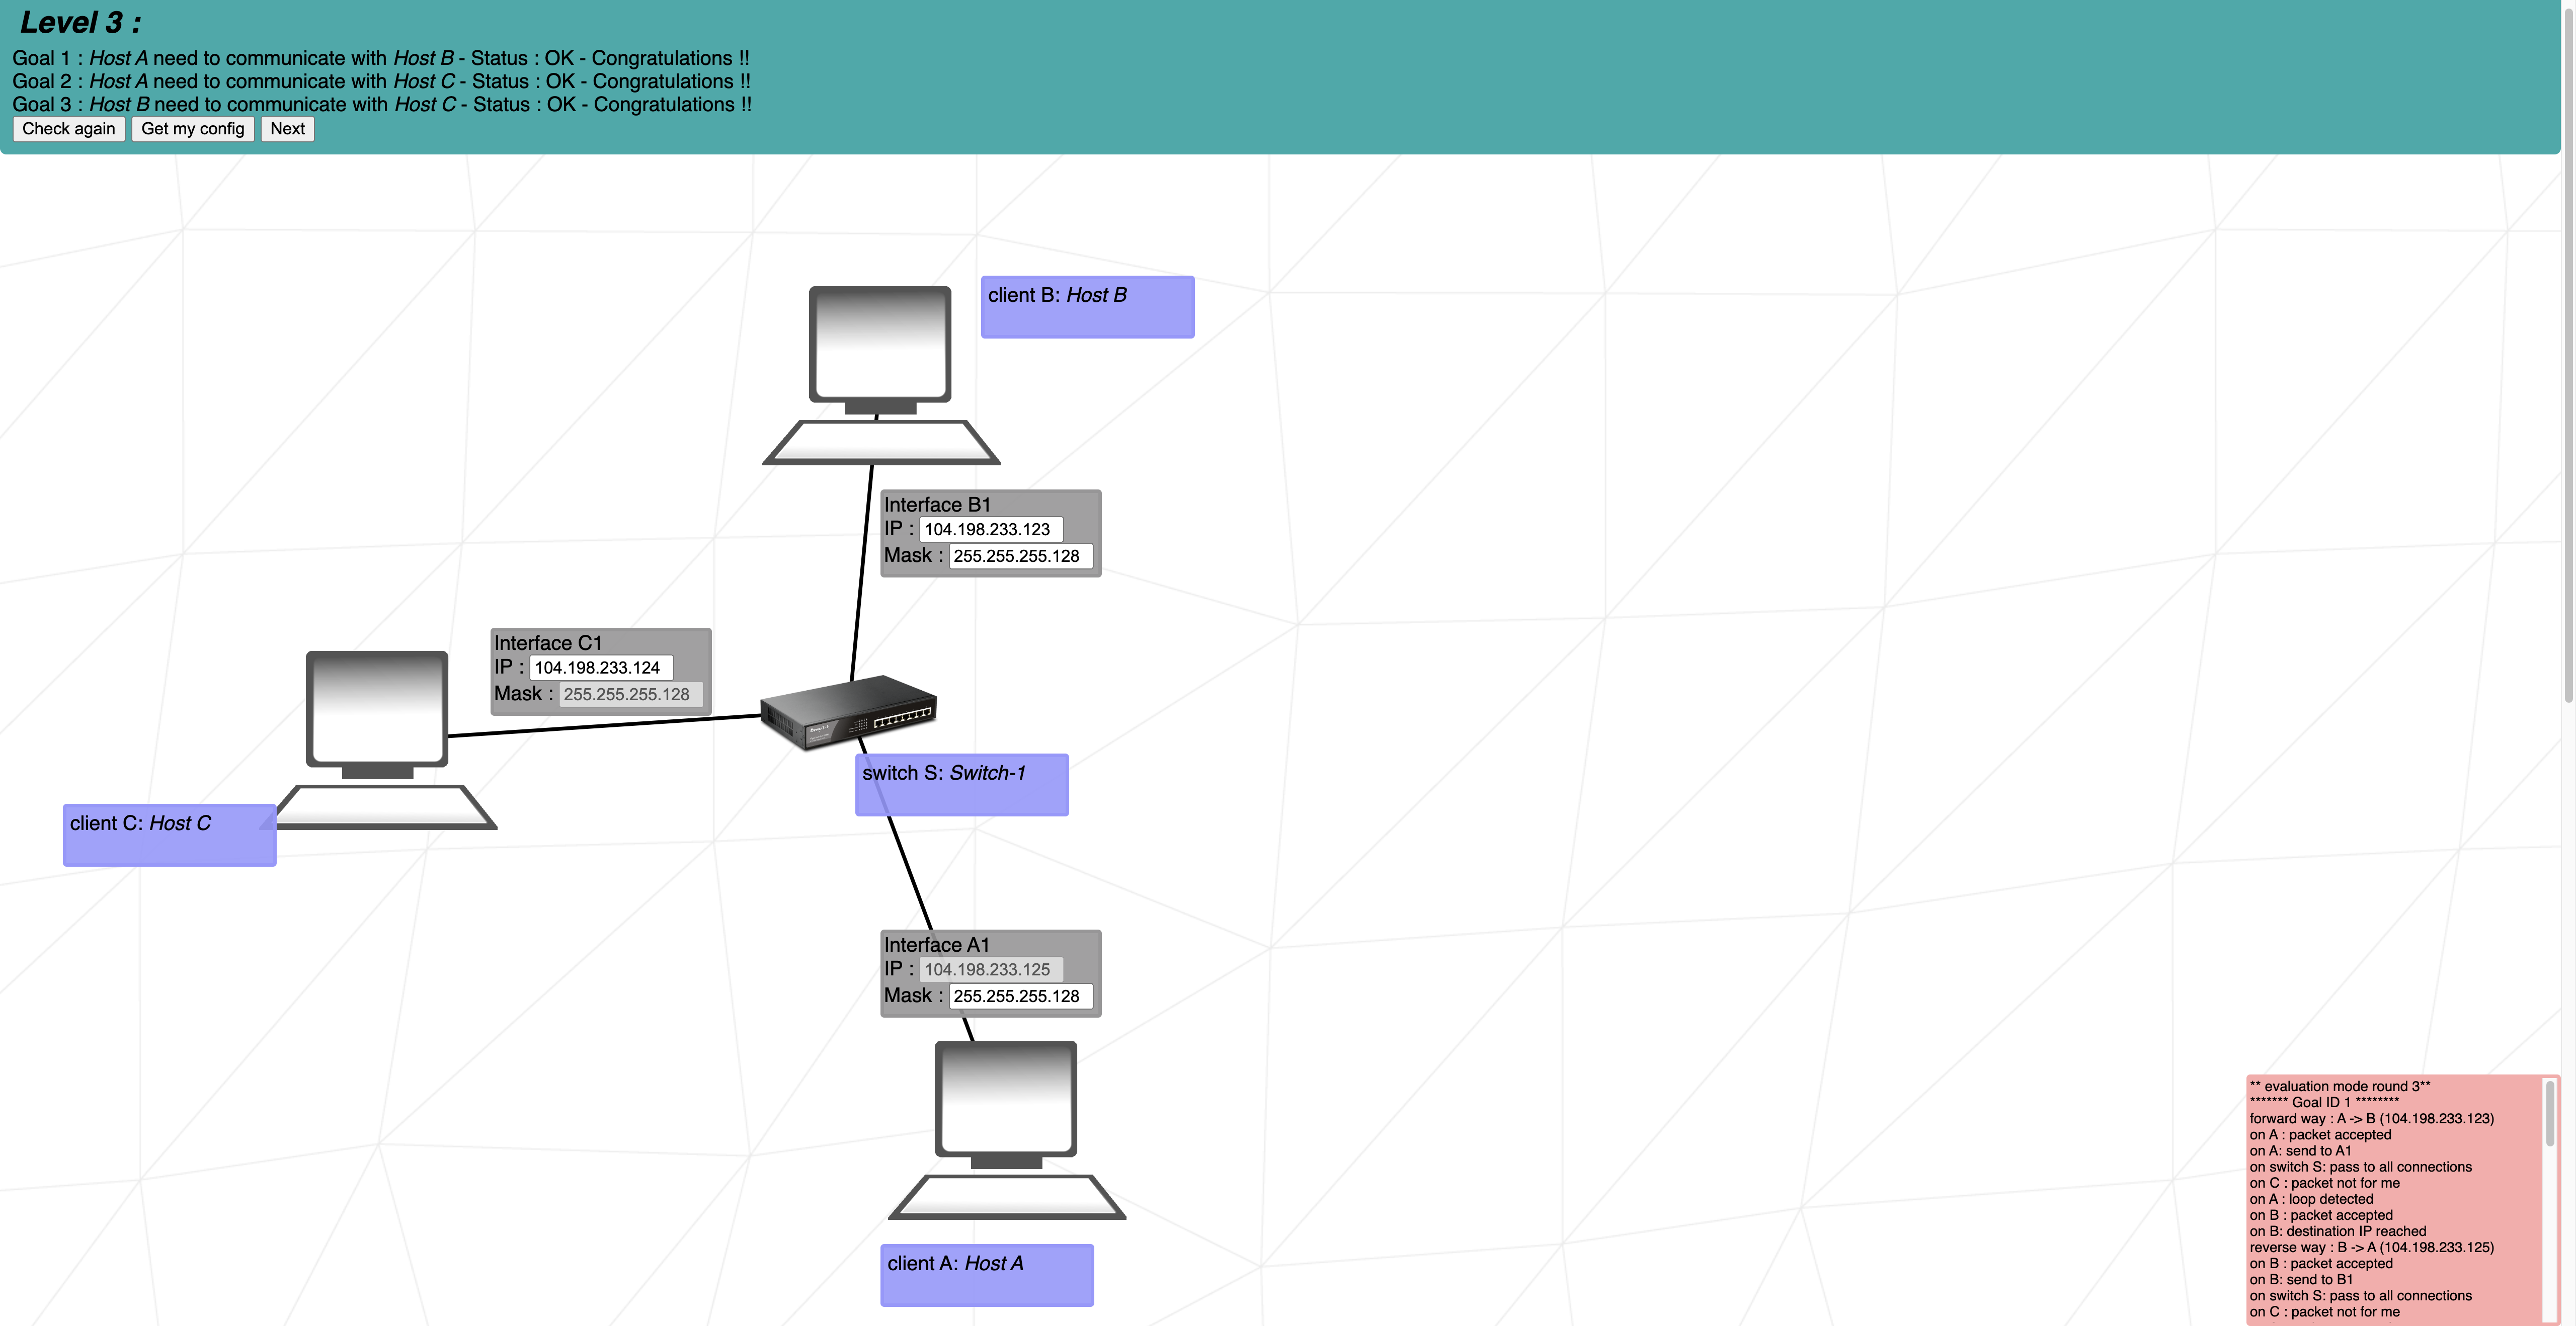 Level 3 :
Goal 1 : Host A need to communicate with Host B - Status : OK - Congratulations !!
Goal 2 : Host A need to communicate with Host C - Status : OK - Congratulations !!
Goal 3 : Host B need to communicate with Host C - Status : OK - Congratulations !!
Check again Get my config Next
client B: Host B
Interface B1
IP : 104.198.233.123
Mask : 255.255.255.128
Interface C1
IP : 104.198.233.124
Mask : 255.255.255.128
switch S: Switch-1
client C: Host C
Interface A1
IP : 104.198.233.125
Mask : 255.255.255.128
client A: Host A
** evaluation mode round 3**
******* Goal ID 1 ********
forward way : A -> B (104.198.233.123)
on A : packet accepted
on A: send to A1
on switch S: pass to all connections
on C : packet not for me
on A : loop detected
on B : packet accepted
on B: destination IP reached
reverse way : B -> A (104.198.233.125)
on B : packet accepted
on B: send to B1
on switch S: pass to all connections
on C : packet not for me